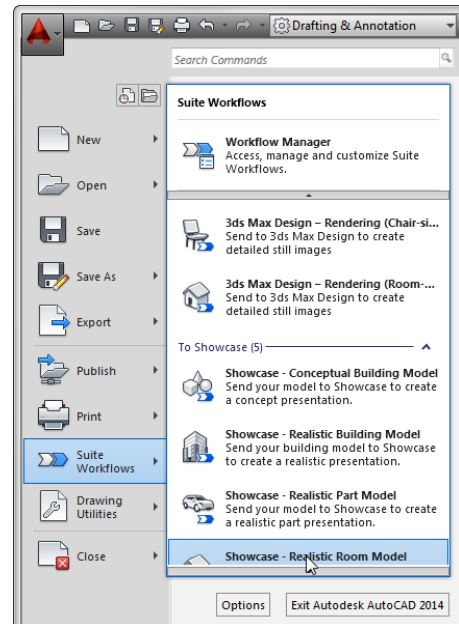 Drafting & Annotation
Search Commands
New
Open
Save
Save As
Export
Publish
Print
Suite
Workflows
Drawing
Utilities
Close
Suite Workflows
Workflow Manager
Access, manage and customize Suite
Workflows.
3ds Max Design – Rendering (Chair-si...
Send to 3ds Max Design to create
detailed still images
3ds Max Design – Rendering (Room-...
Send to 3ds Max Design to create
detailed still images
To Showcase (5)
Showcase - Conceptual Building Model
Send your model to Showcase to create
a concept presentation.
Showcase - Realistic Building Model
Send your building model to Showcase
to create a realistic presentation.
Showcase - Realistic Part Model
Send your model to Showcase to create
a realistic part presentation.
Showcase - Realistic Room Model
Options
Exit Autodesk AutoCAD 2014